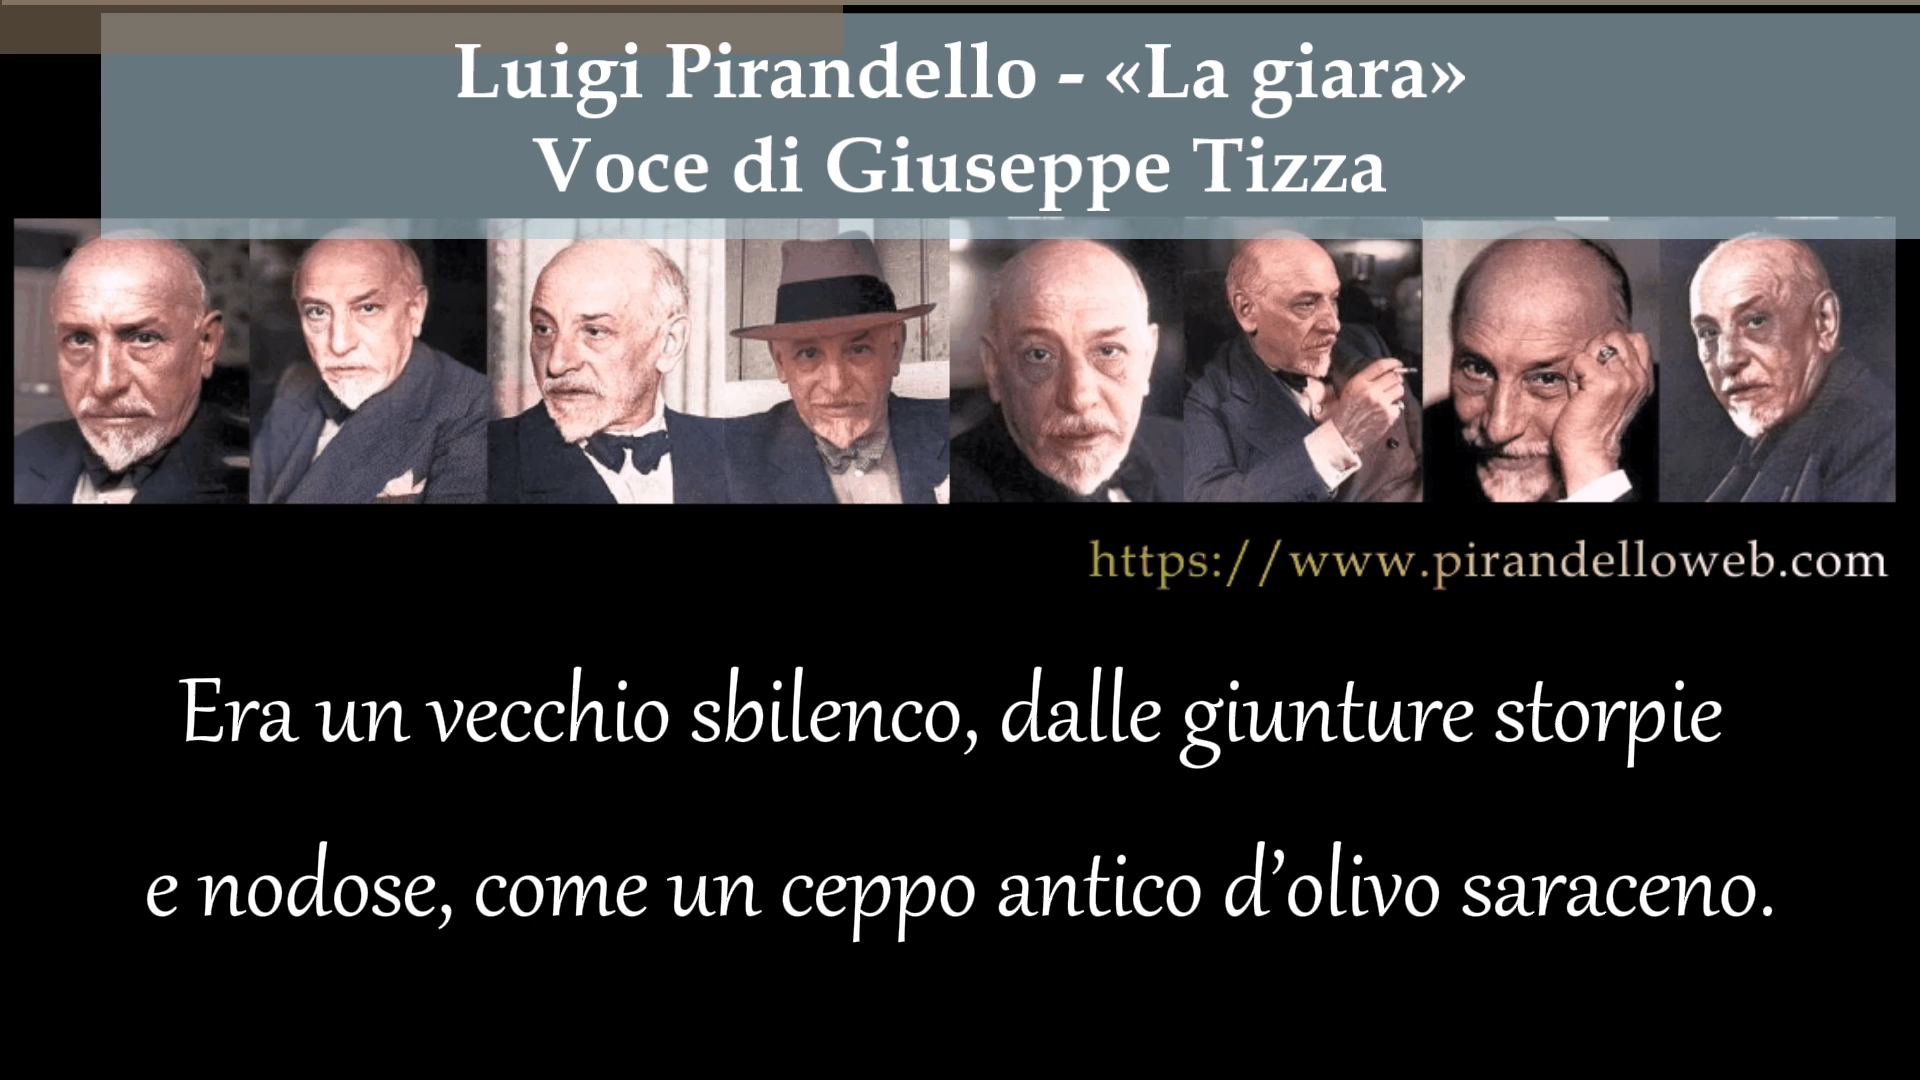 Luigi Pirandello - «La giara»
Voce di Giuseppe Tizza
https://www.pirandelloweb.com
Era un vecchio sbilenco, dalle giunture storpie
e nodose, come un ceppo antico d’olivo saraceno.